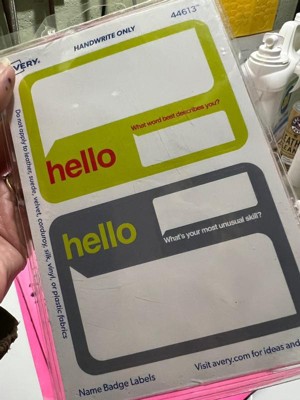 AVERY.
HANDWRITE ONLY
44613™
What word best describes you?
hello
hello
What's your most unusual skill?
Do not apply to leather, suede, velvet, corduroy, silk, vinyl, or plastic fabrics
Name Badge Labels
Visit avery.com for ideas and